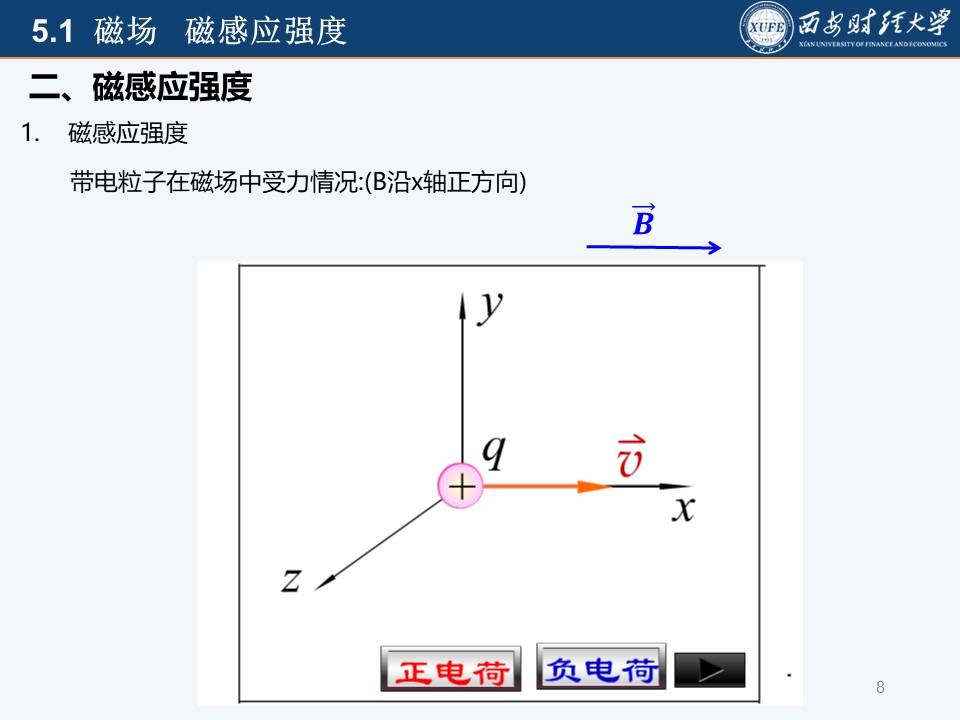 5.1 磁场 磁感应强度
XUFE
西安财经大学
XI'AN UNIVERSITY OF FINANCE AND ECONOMICS
二、磁感应强度
1. 磁感应强度
带电粒子在磁场中受力情况:(B沿x轴正方向)
B
y
q
v
x
z
正电荷 负电荷
8